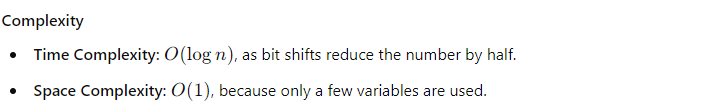 Complexity
• Time Complexity: O(log n), as bit shifts reduce the number by half.
• Space Complexity: O(1), because only a few variables are used.